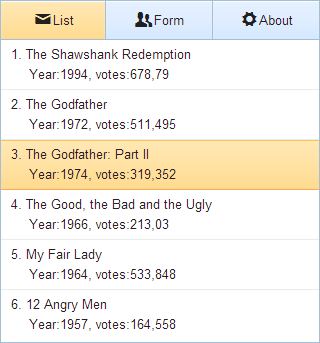 List Form About
1. The Shawshank Redemption
Year:1994, votes:678,79
2. The Godfather
Year:1972, votes:511,495
3. The Godfather: Part II
Year:1974, votes:319,352
4. The Good, the Bad and the Ugly
Year:1966, votes:213,03
5. My Fair Lady
Year:1964, votes:533,848
6. 12 Angry Men
Year:1957, votes:164,558